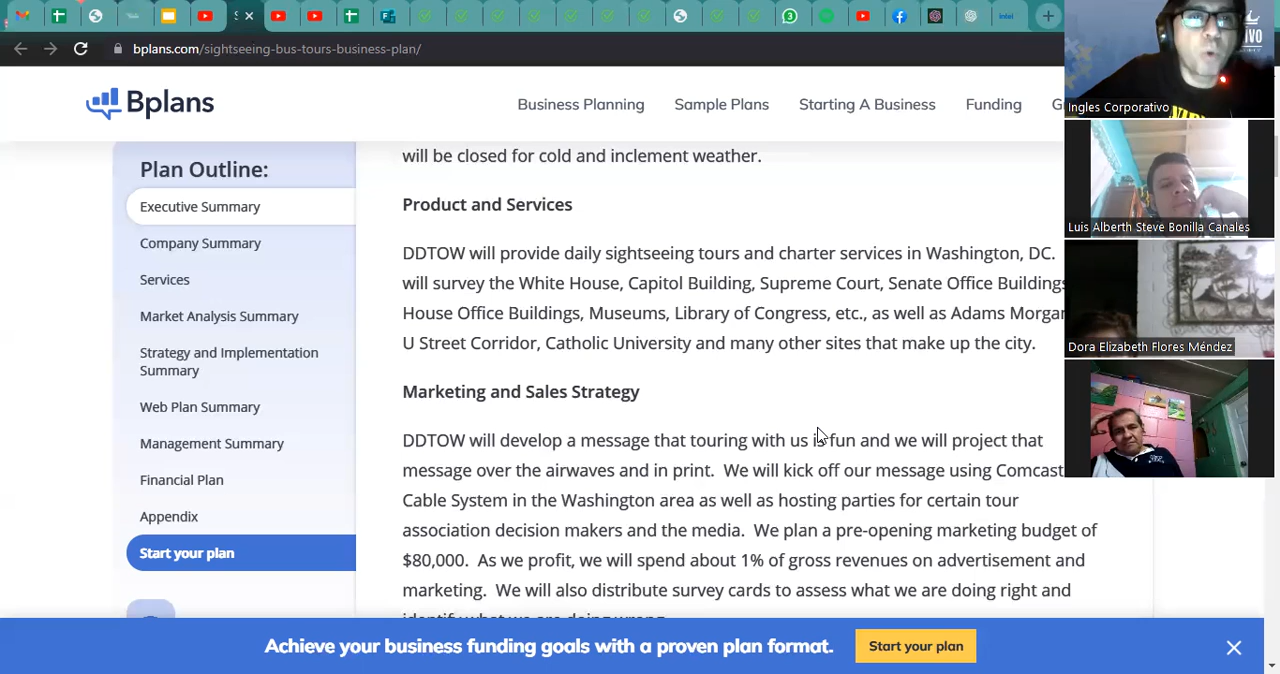 3
intel
bplans.com/sightseeing-bus-tours-business-plan/
Bplans
Business Planning Sample Plans Starting A Business Funding G
Plan Outline:
Executive Summary
Company Summary
Services
Market Analysis Summary
Strategy and Implementation
Summary
Web Plan Summary
Management Summary
Financial Plan
Appendix
Start your plan
will be closed for cold and inclement weather.
Product and Services
DDTOW will provide daily sightseeing tours and charter services in Washington, DC.
will survey the White House, Capitol Building, Supreme Court, Senate Office Buildings
House Office Buildings, Museums, Library of Congress, etc., as well as Adams Morgan
U Street Corridor, Catholic University and many other sites that make up the city.
Marketing and Sales Strategy
DDTOW will develop a message that touring with us is fun and we will project that
message over the airwaves and in print. We will kick off our message using Comcast
Cable System in the Washington area as well as hosting parties for certain tour
association decision makers and the media. We plan a pre-opening marketing budget of
$80,000. As we profit, we will spend about 1% of gross revenues on advertisement and
marketing. We will also distribute survey cards to assess what we are doing right and
identify what we are doing wrong.
Achieve your business funding goals with a proven plan format. Start your plan
Ingles Corporativo
Luis Alberth Steve Bonilla Canales
Dora Elizabeth Flores Méndez